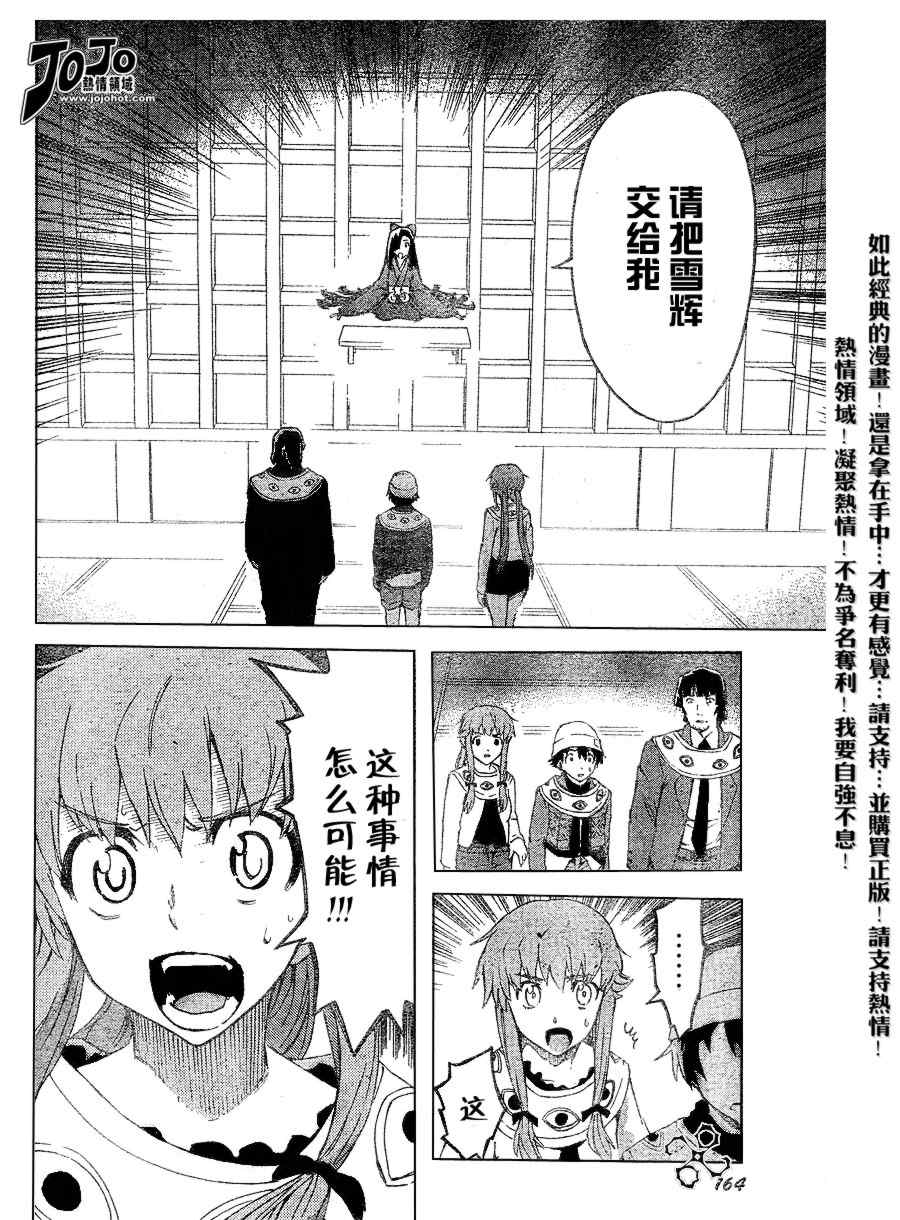 JOJO
熱情領域
www.jojohot.com
请把雪辉
交给我
……
这
这种事情
怎么可能!!!
164
如此經典的漫畫！還是拿在手中…才更有感覺…請支持…並購買正版！請支持熱情！
熱情領域！凝聚熱情！不為爭名奪利！我要自強不息！